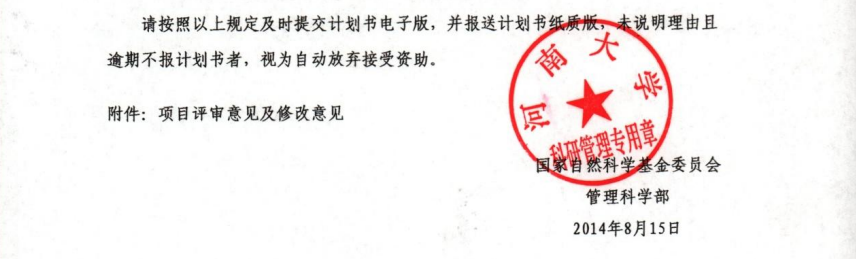 请按照以上规定及时提交计划书电子版，并报送计划书纸质版，未说明理由且
逾期不报计划书者，视为自动放弃接受资助。
附件：项目评审意见及修改意见
河南大学
科研管理专用章
国家自然科学基金委员会
管理科学部
2014年8月15日